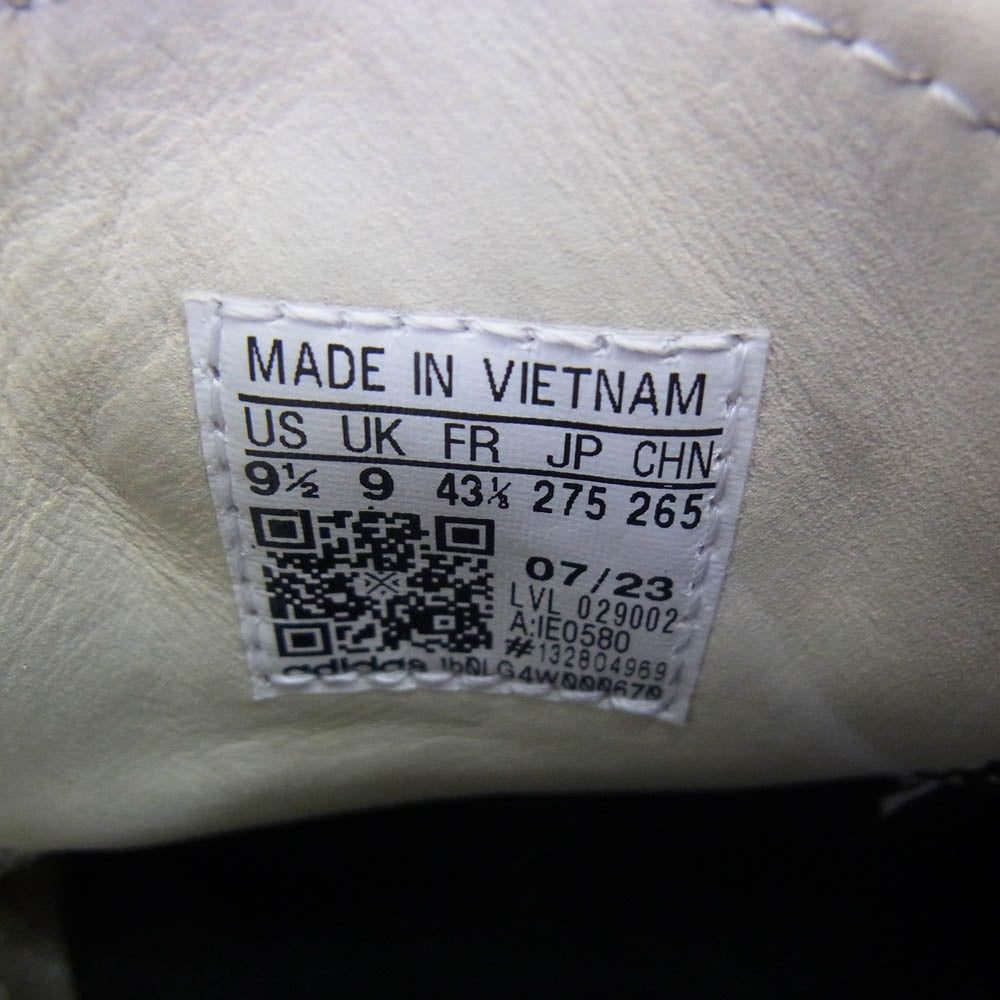 MADE IN VIETNAM
US UK FR JP CHN
9½ 9 43⅓ 275 265
07/23
LVL 029002
A:IE0580
#132804969
adidas